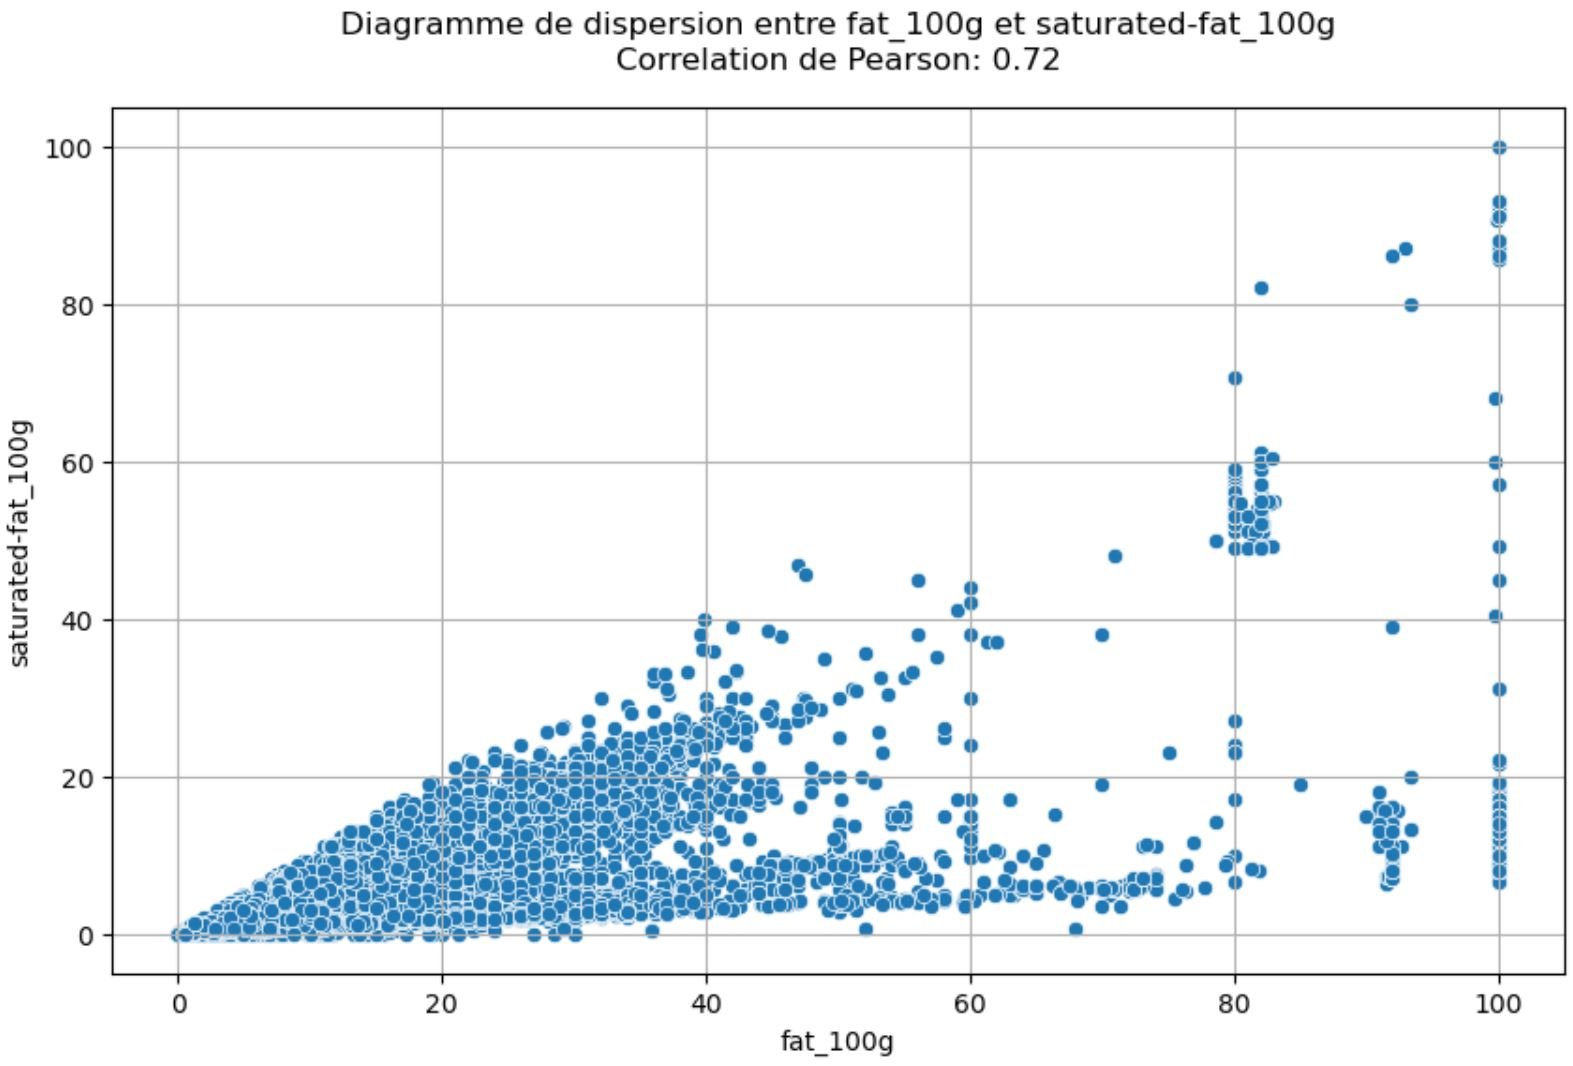 Diagramme de dispersion entre fat_100g et saturated-fat_100g
Correlation de Pearson: 0.72
saturated-fat_100g
100
80
60
40
20
0
0 20 40 60 80 100
fat_100g